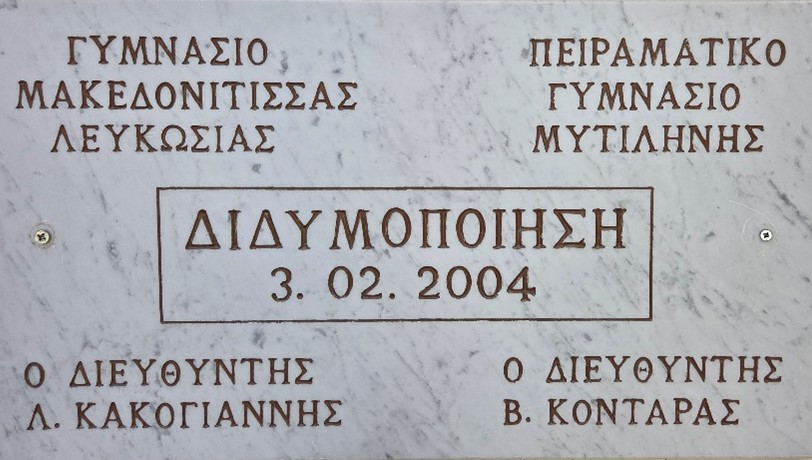 ΓΥΜΝΑΣΙΟ
ΜΑΚΕΔΟΝΙΤΙΣΣΑΣ
ΛΕΥΚΩΣΙΑΣ
ΠΕΙΡΑΜΑΤΙΚΟ
ΓΥΜΝΑΣΙΟ
ΜΥΤΙΛΗΝΗΣ
ΔΙΔΥΜΟΠΟΙΗΣΗ
3. 02. 2004
Ο ΔΙΕΥΘΥΝΤΗΣ
Λ. ΚΑΚΟΓΙΑΝΝΗΣ
Ο ΔΙΕΥΘΥΝΤΗΣ
Β. ΚΟΝΤΑΡΑΣ